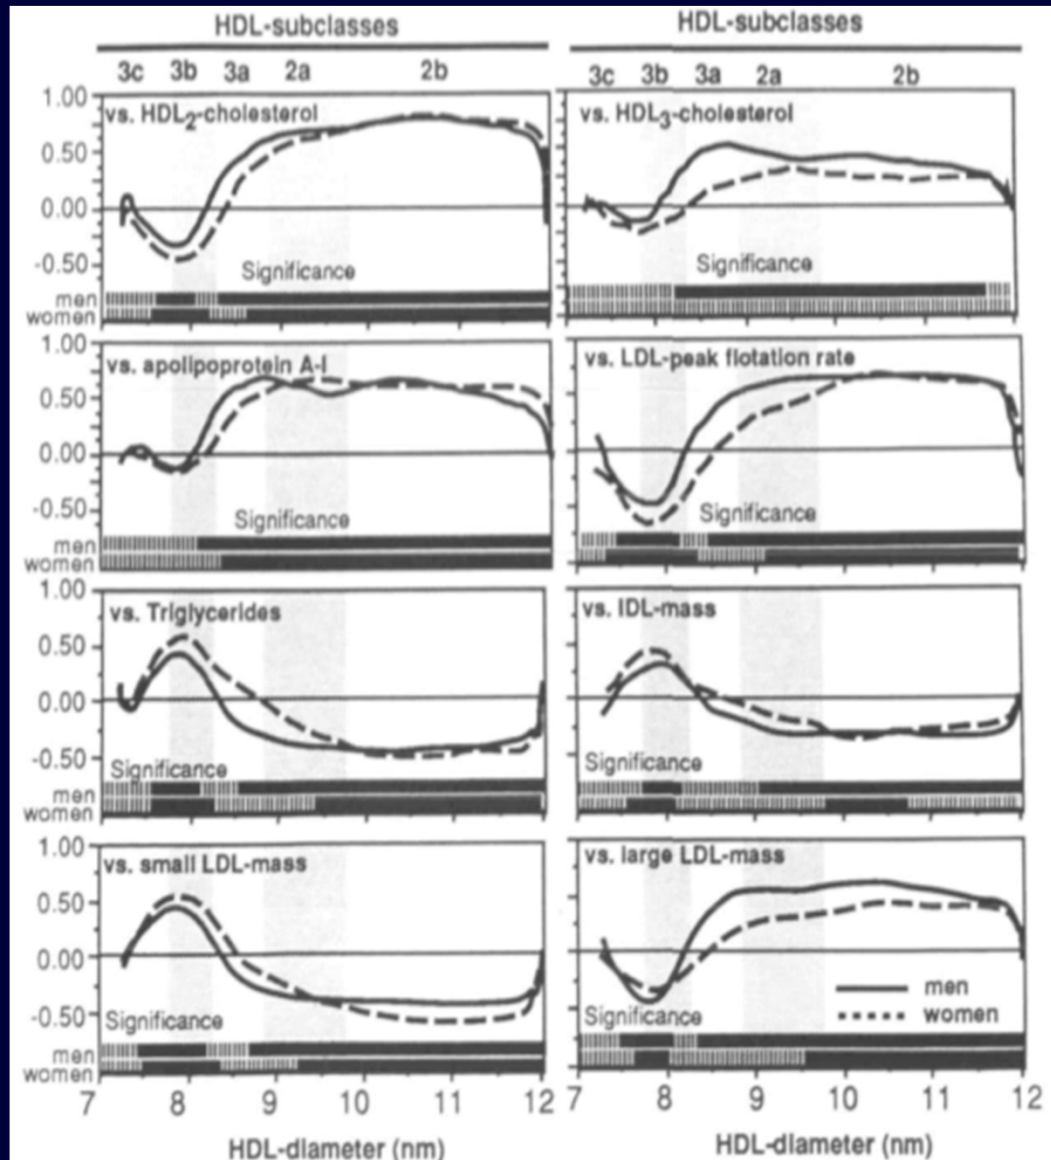 HDL-subclasses
3c 3b 3a 2a 2b
HDL-subclasses
3c 3b 3a 2a 2b
1.00
0.50
0.00
-0.50
vs. HDL2-cholesterol
Significance
men
women
vs. HDL3-cholesterol
Significance
1.00
0.50
0.00
-0.50
vs. apolipoprotein A-I
Significance
men
women
vs. LDL-peak flotation rate
Significance
1.00
0.50
0.00
-0.50
vs. Triglycerides
Significance
men
women
vs. IDL-mass
Significance
1.00
0.50
0.00
-0.50
vs. small LDL-mass
Significance
men
women
7 8 9 10 11 12
HDL-diameter (nm)
vs. large LDL-mass
men
women
Significance
7 8 9 10 11 12
HDL-diameter (nm)